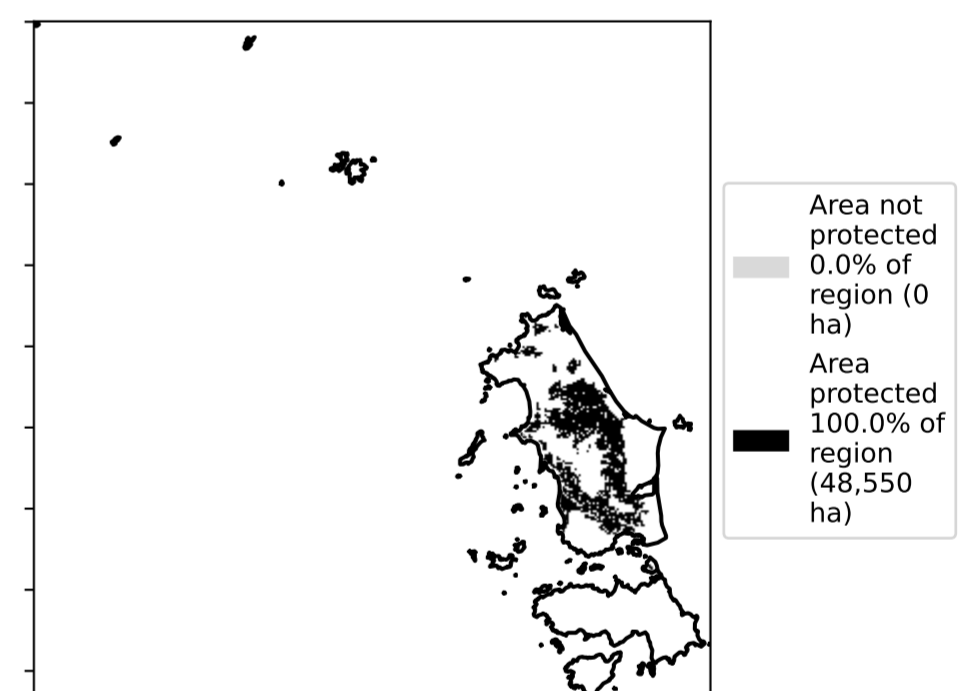 Area not
protected
0.0% of
region (0
ha)
Area
protected
100.0% of
region
(48,550
ha)